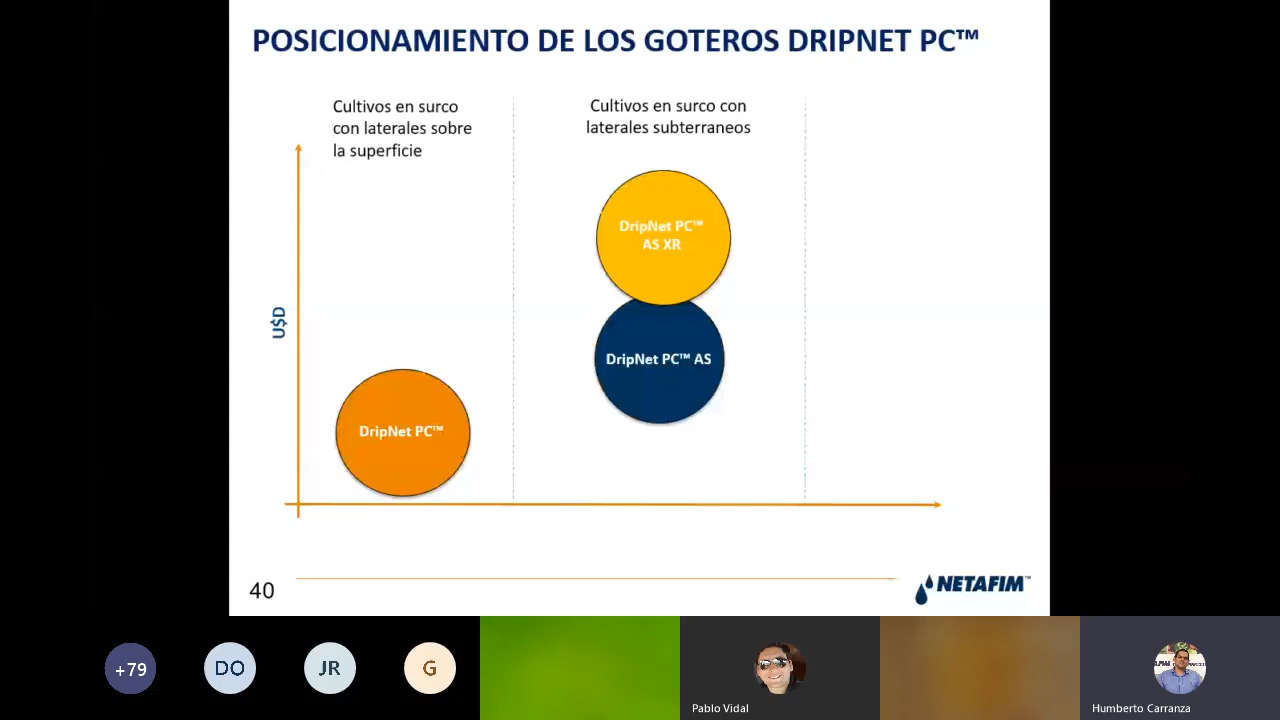 POSICIONAMIENTO DE LOS GOTEROS DRIPNET PC™
Cultivos en surco
con laterales sobre
la superficie
Cultivos en surco con
laterales subterraneos
U$D
DripNet PC™
AS XR
DripNet PC™ AS
DripNet PC™
40
NETAFIM™
+79
DO
JR
G
Pablo Vidal
Humberto Carranza